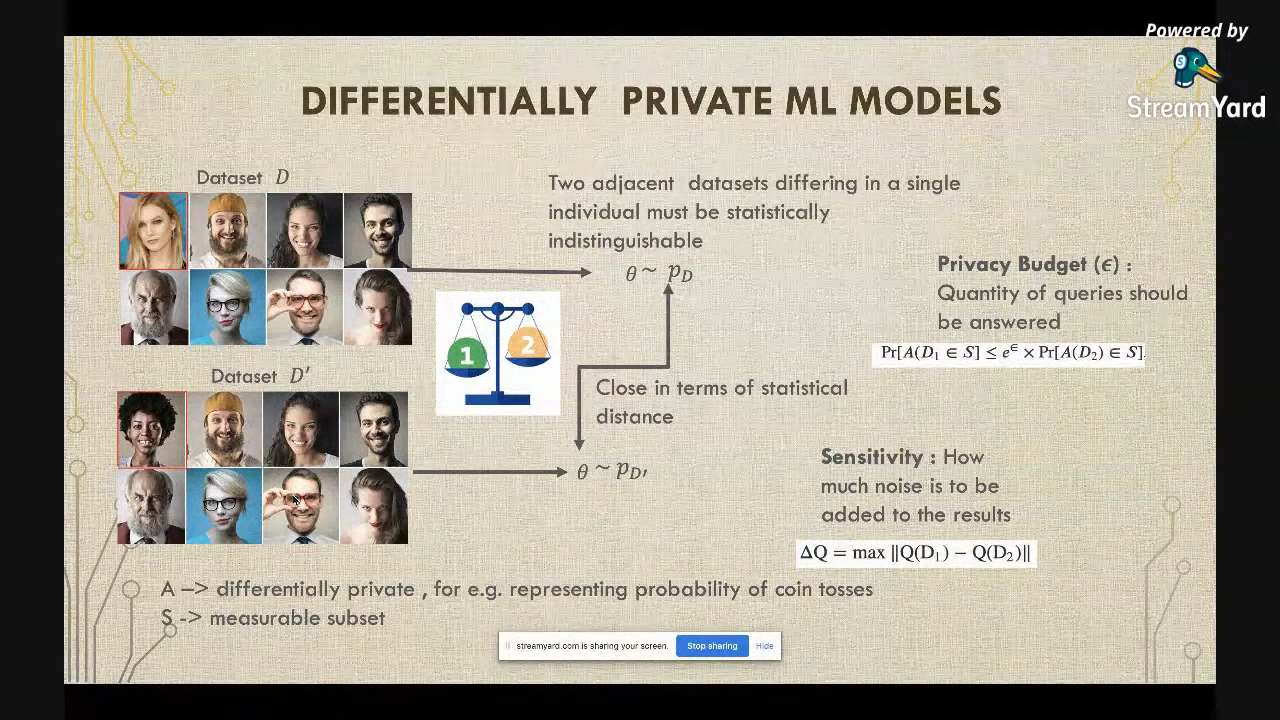 Powered by
StreamYard
DIFFERENTIALLY PRIVATE ML MODELS
Dataset D
Two adjacent datasets differing in a single
individual must be statistically
indistinguishable
θ ~ p_D
Privacy Budget (ϵ) :
Quantity of queries should
be answered
Pr[A(D₁ ∈ S] ≤ e^∈ × Pr[A(D₂) ∈ S].
1
2
Dataset D′
Close in terms of statistical
distance
θ ~ p_D′
Sensitivity : How
much noise is to be
added to the results
ΔQ = max ||Q(D₁) − Q(D₂)||
A –> differentially private , for e.g. representing probability of coin tosses
S -> measurable subset
streamyard.com is sharing your screen.
Stop sharing
Hide